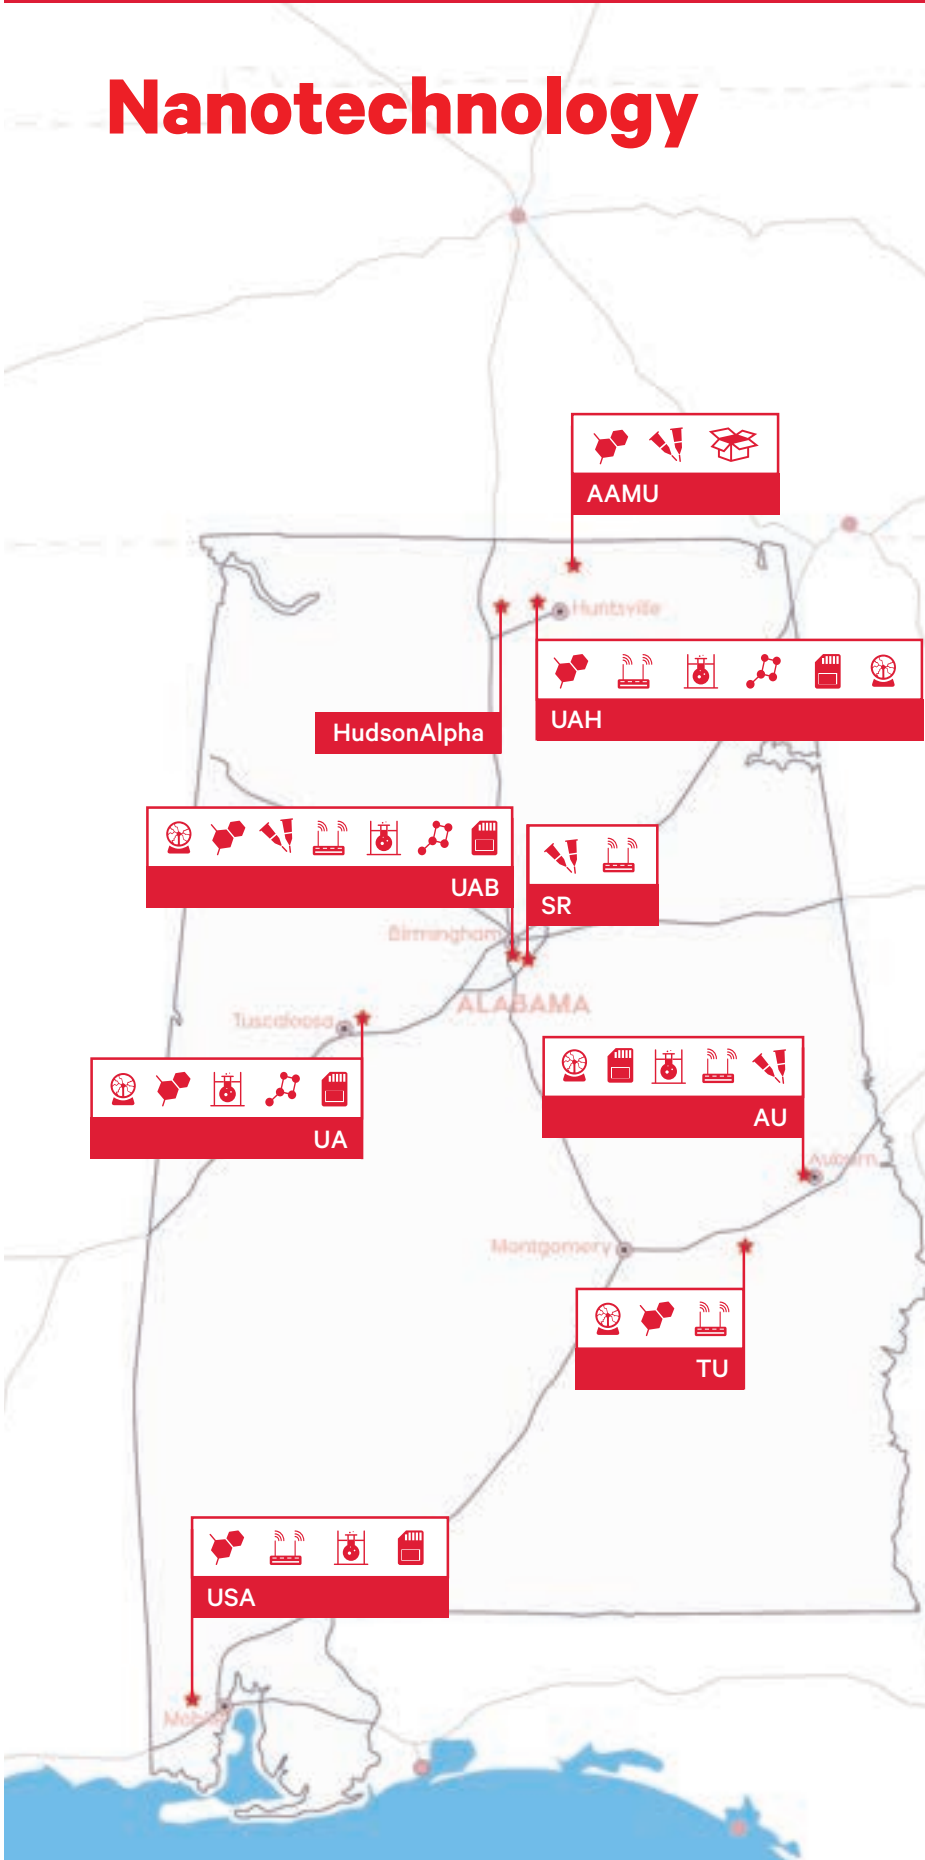 Nanotechnology
AAMU
Huntsville
UAH
HudsonAlpha
UAB
SR
Birmingham
ALABAMA
Tuscaloosa
UA
AU
Auburn
Montgomery
TU
USA
Mobile